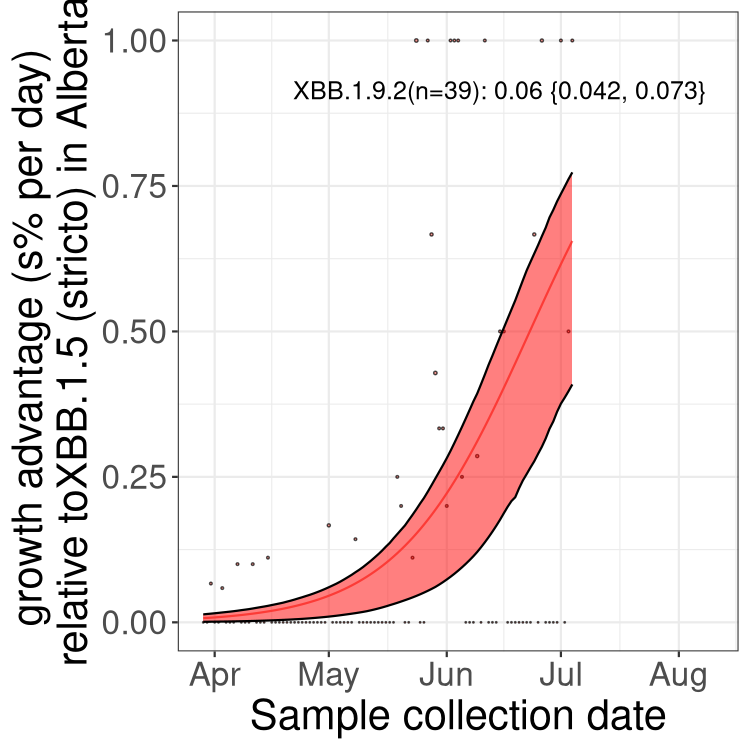 growth advantage (s% per day)
relative toXBB.1.5 (stricto) in Alberta
1.00
XBB.1.9.2(n=39): 0.06 {0.042, 0.073}
0.75
0.50
0.25
0.00
Apr May Jun Jul Aug
Sample collection date